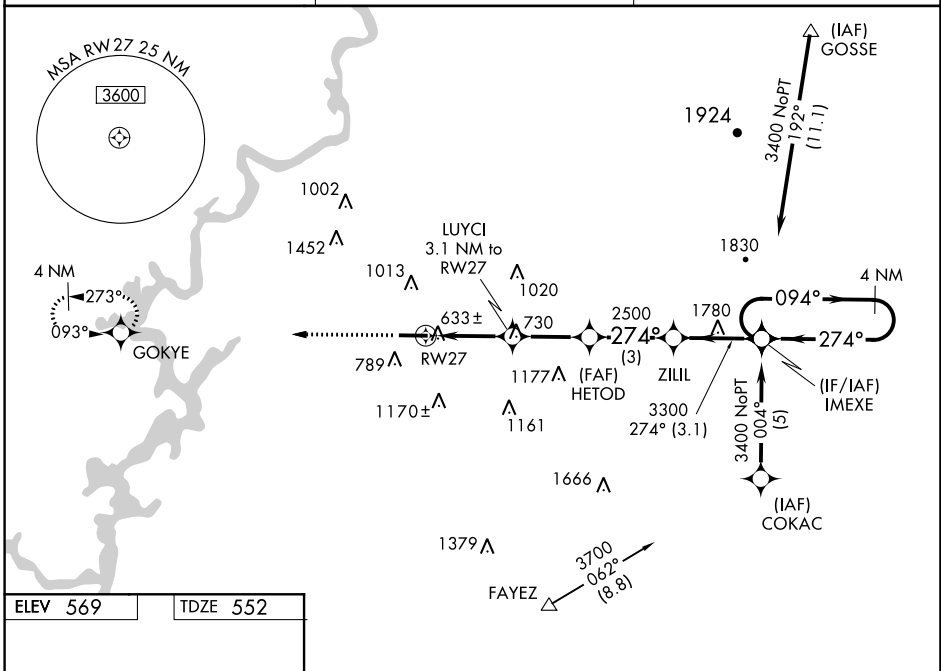 MSA RW27 25 NM
3600
(IAF)
GOSSE
3400 NoPT
192°
(11.1)
1924
1002
1452
LUYCI
3.1 NM to
RW27
1830
1013
1020
4 NM
273°
093°
GOKYE
4 NM
094°
274°
633±
730
2500
274°
(3)
1780
789
RW27
1177
(FAF)
HETOD
ZILIL
(IF/IAF)
IMEXE
1170±
1161
3300
274° (3.1)
3400 NoPT
004°
(5)
1666
(IAF)
COKAC
1379
3700
062°
(8.8)
FAYEZ
ELEV 569
TDZE 552